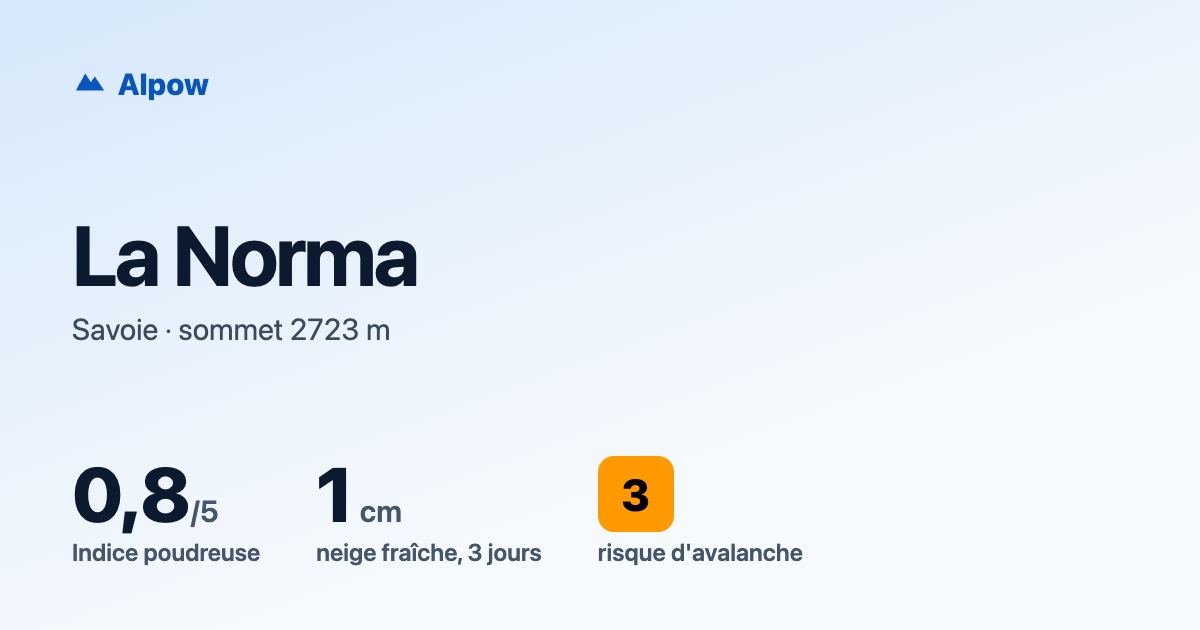 Alpow
La Norma
Savoie · sommet 2723 m
0,8/5
Indice poudreuse
1 cm
neige fraîche, 3 jours
3
risque d'avalanche